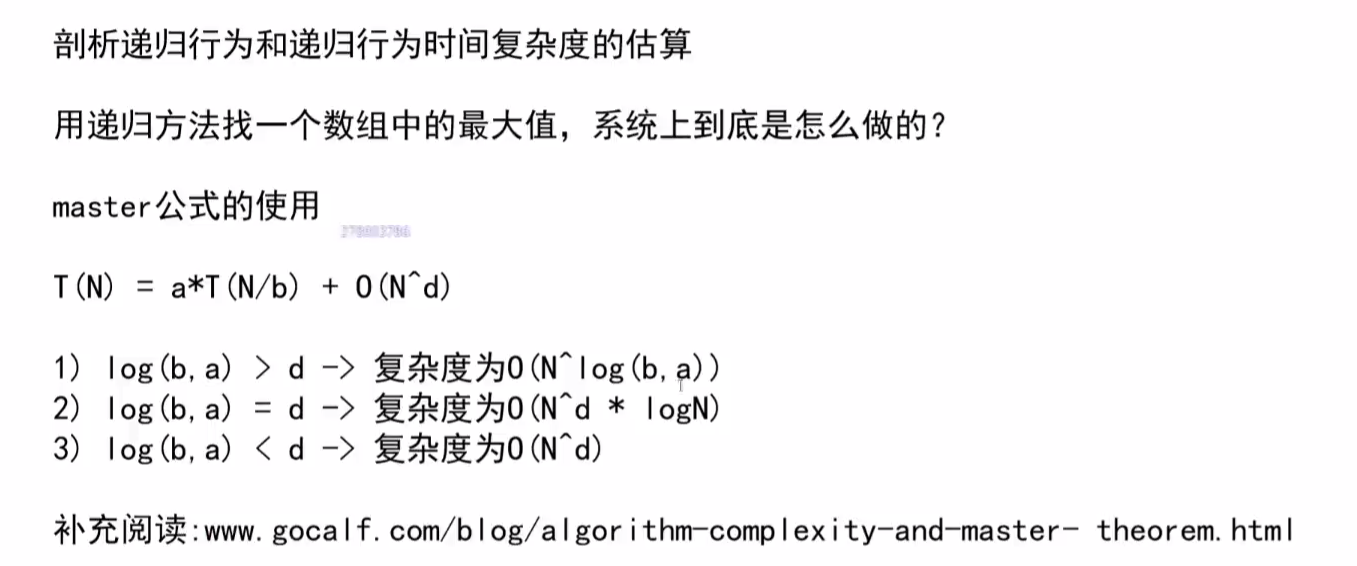 剖析递归行为和递归行为时间复杂度的估算
用递归方法找一个数组中的最大值，系统上到底是怎么做的？
master公式的使用
T(N) = a*T(N/b) + O(N^d)
1) log(b,a) > d -> 复杂度为O(N^log(b,a))
2) log(b,a) = d -> 复杂度为O(N^d * logN)
3) log(b,a) < d -> 复杂度为O(N^d)
补充阅读:www.gocalf.com/blog/algorithm-complexity-and-master- theorem.html